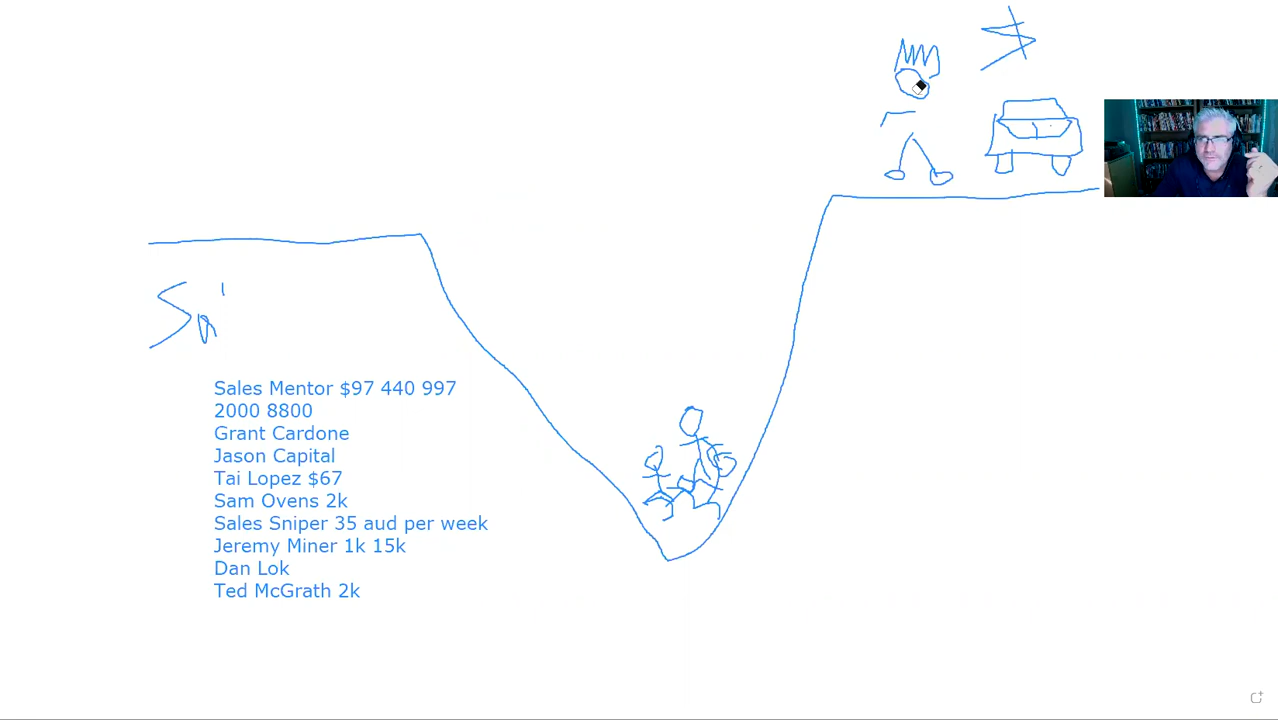 $
Sa
Sales Mentor $97 440 997
2000 8800
Grant Cardone
Jason Capital
Tai Lopez $67
Sam Ovens 2k
Sales Sniper 35 aud per week
Jeremy Miner 1k 15k
Dan Lok
Ted McGrath 2k